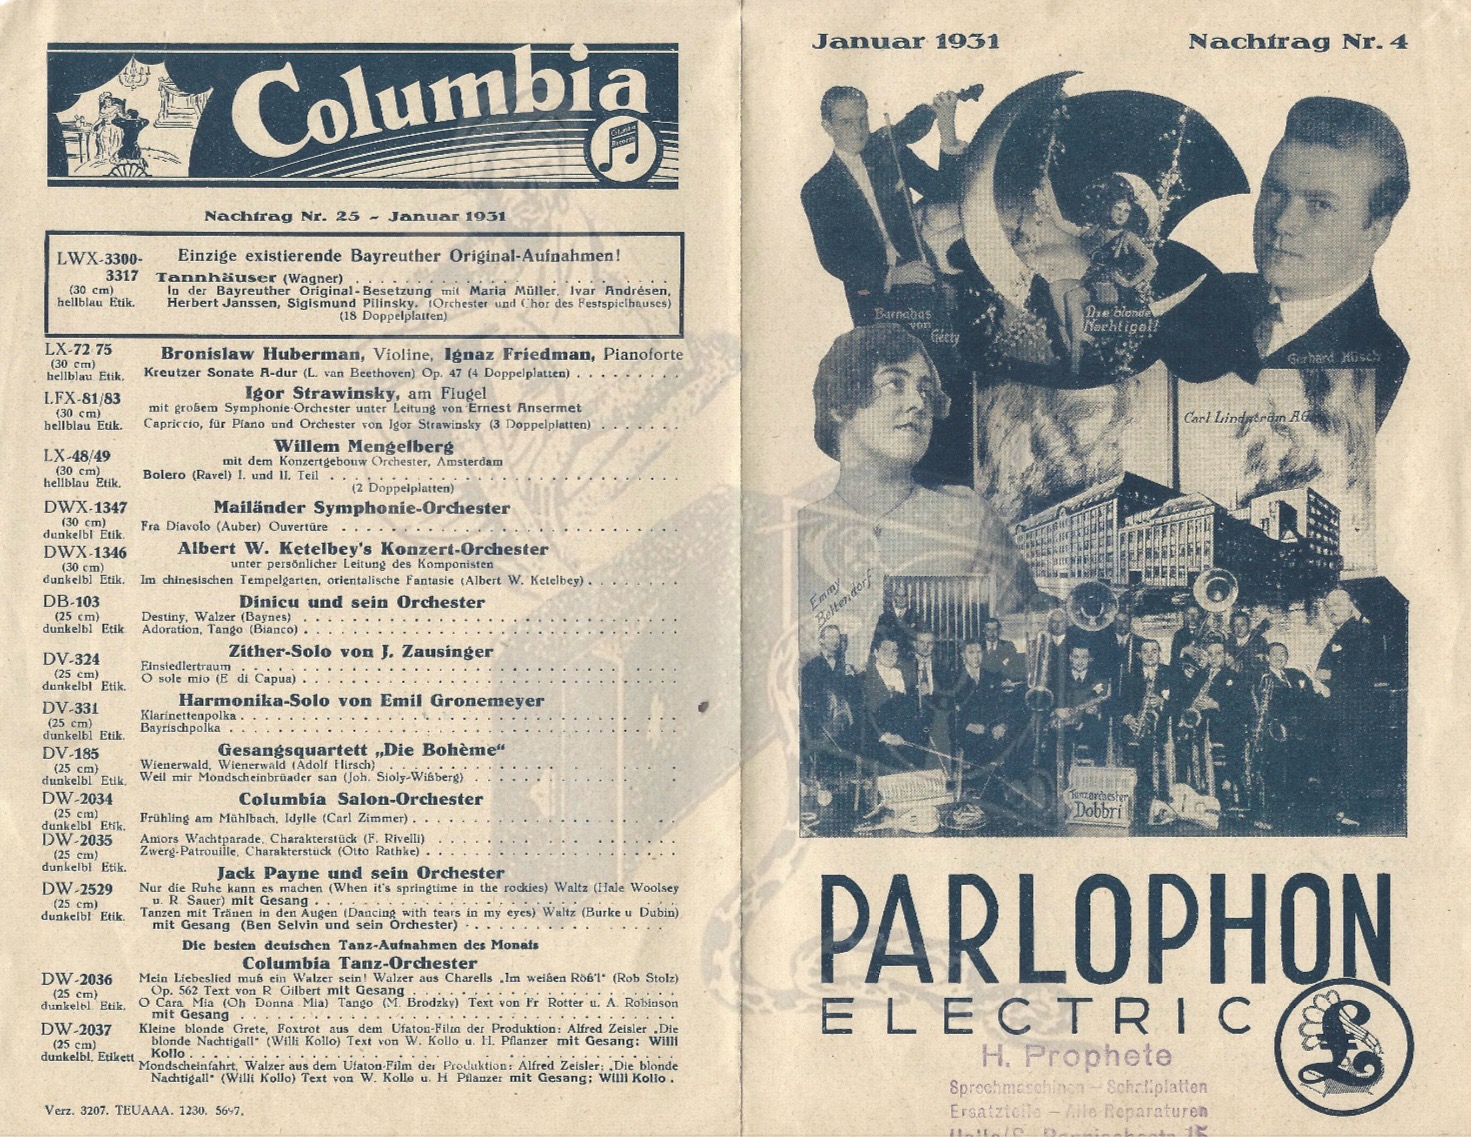 Columbia
Columbia
Records
Nachtrag Nr. 25 - Januar 1931
LWX-3300-
3317
(30 cm)
hellblau Etik.
Einzige existierende Bayreuther Original-Aufnahmen!
Tannhäuser (Wagner)
In der Bayreuther Original-Besetzung mit Maria Müller, Ivar Andrésen,
Herbert Janssen, Sigismund Pilinsky. (Orchester und Chor des Festspielhauses)
(18 Doppelplatten)
LX-72 75
(30 cm)
hellblau Etik.
Bronislaw Huberman, Violine, Ignaz Friedman, Pianoforte
Kreutzer Sonate A-dur (L. van Beethoven) Op. 47 (4 Doppelplatten)
LFX-81/83
(30 cm)
hellblau Etik.
Igor Strawinsky, am Flügel
mit großem Symphonie-Orchester unter Leitung von Ernest Ansermet
Capriccio, für Piano und Orchester von Igor Strawinsky (3 Doppelplatten)
LX-48/49
(30 cm)
hellblau Etik.
Willem Mengelberg
mit dem Konzertgebouw Orchester, Amsterdam
Bolero (Ravel) I. und II. Teil
(2 Doppelplatten)
DWX-1347
(30 cm)
dunkelbl Etik.
Mailänder Symphonie-Orchester
Fra Diavolo (Auber) Ouvertüre
DWX-1346
(30 cm)
dunkelbl Etik.
Albert W. Ketelbey's Konzert-Orchester
unter persönlicher Leitung des Komponisten
Im chinesischen Tempelgarten, orientalische Fantasie (Albert W. Ketelbey)
DB-103
(25 cm)
dunkelbl Etik
Dinicu und sein Orchester
Destiny, Walzer (Baynes)
Adoration, Tango (Bianco)
DV-324
(25 cm)
dunkelbl Etik.
Zither-Solo von J. Zausinger
Einsiedlertraum
O sole mio (E di Capua)
DV-331
(25 cm)
dunkelbl Etik.
Harmonika-Solo von Emil Gronemeyer
Klarinettenpolka
Bayrischpolka
DV-185
(25 cm)
dunkelbl Etik.
Gesangsquartett „Die Bohème“
Wienerwald, Wienerwald (Adolf Hirsch)
Weil mir Mondscheinbrüader san (Joh. Sioly-Wißberg)
DW-2034
(25 cm)
dunkelbl Etik.
Columbia Salon-Orchester
Frühling am Mühlbach, Idylle (Carl Zimmer)
DW-2035
(25 cm)
dunkelbl Etik.
Amors Wachtparade, Charakterstück (F. Rivelli)
Zwerg-Patrouille, Charakterstück (Otto Rathke)
Jack Payne und sein Orchester
DW-2529
(25 cm)
dunkelbl Etik.
Nur die Ruhe kann es machen (When it's springtime in the rockies) Waltz (Hale Woolsey
u. R. Sauer) mit Gesang
Tanzen mit Tränen in den Augen (Dancing with tears in my eyes) Waltz (Burke u Dubin)
mit Gesang (Ben Selvin und sein Orchester)
Die besten deutschen Tanz-Aufnahmen des Monats
Columbia Tanz-Orchester
DW-2036
(25 cm)
dunkelbl. Etik.
Mein Liebeslied muß ein Walzer sein! Walzer aus Charells „Im weißen Röß'l“ (Rob Stolz)
Op. 562 Text von R. Gilbert mit Gesang
O Cara Mia (Oh Donna Mia) Tango (M. Brodzky) Text von Fr Rotter u. A. Robinson
mit Gesang
DW-2037
(25 cm)
dunkelbl. Etikett
Kleine blonde Grete, Foxtrot aus dem Ufaton-Film der Produktion: Alfred Zeisler „Die
blonde Nachtigall“ (Willi Kollo) Text von W. Kollo u. H. Pflanzer mit Gesang: Willi
Kollo
Mondscheinfahrt, Walzer aus dem Ufaton-Film der Produktion: Alfred Zeisler: „Die blonde
Nachtigall“ (Willi Kollo) Text von W. Kollo u. H Pflanzer mit Gesang: Willi Kollo .
Verz. 3207. TEUAAA. 1230. 5647.
Januar 1931
Nachtrag Nr. 4
Barnabas
von
Géczy
Die blonde
Nachtigall
Gerhard Hüsch
Carl Lindström AG
Emmy
Bettendorf
Tanzorchester
Dobbri
PARLOPHON
ELECTRIC
£
H. Prophete
Sprechmaschinen - Schallplatten
Ersatzteile - Alle Reparaturen
Halle/S.
15